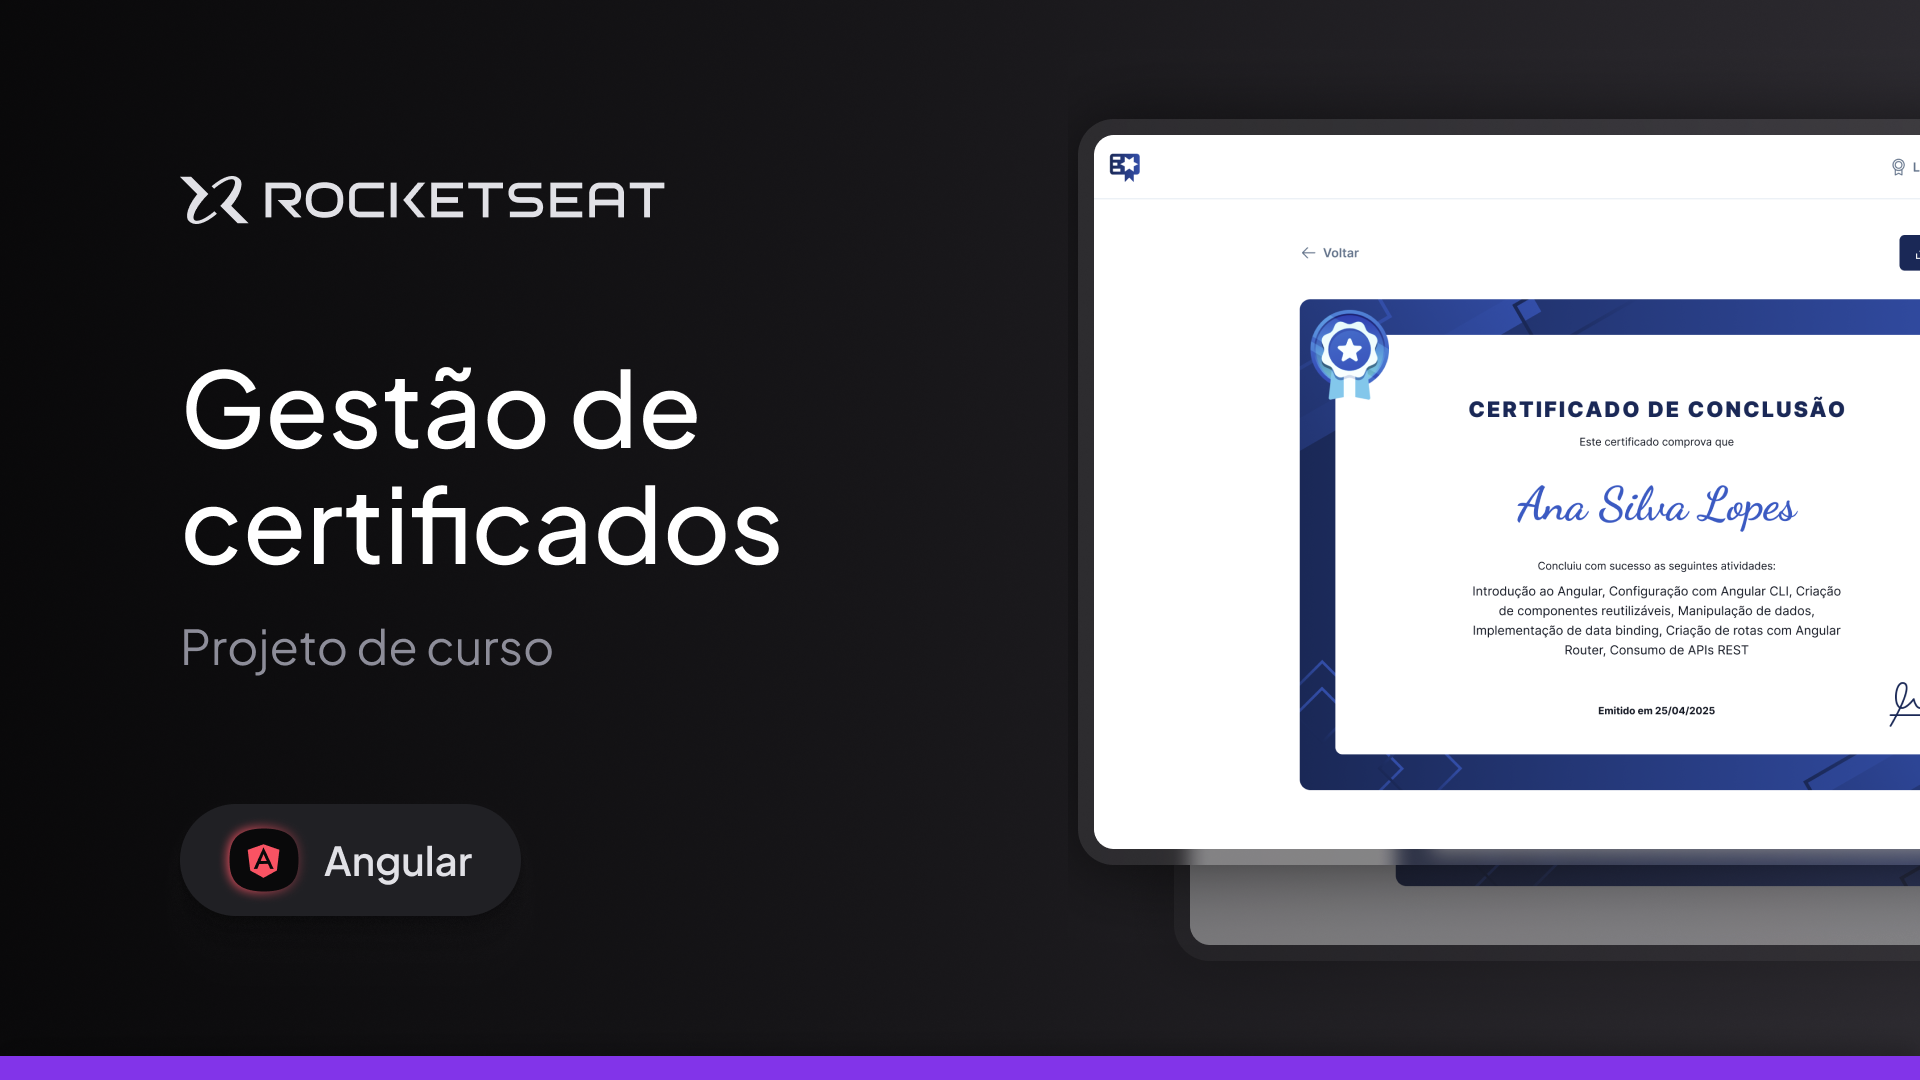 ROCKETSEAT
Gestão de
certificados
Projeto de curso
Angular
Voltar
CERTIFICADO DE CONCLUSÃO
Este certificado comprova que
Ana Silva Lopes
Concluiu com sucesso as seguintes atividades:
Introdução ao Angular, Configuração com Angular CLI, Criação
de componentes reutilizáveis, Manipulação de dados,
Implementação de data binding, Criação de rotas com Angular
Router, Consumo de APIs REST
Emitido em 25/04/2025